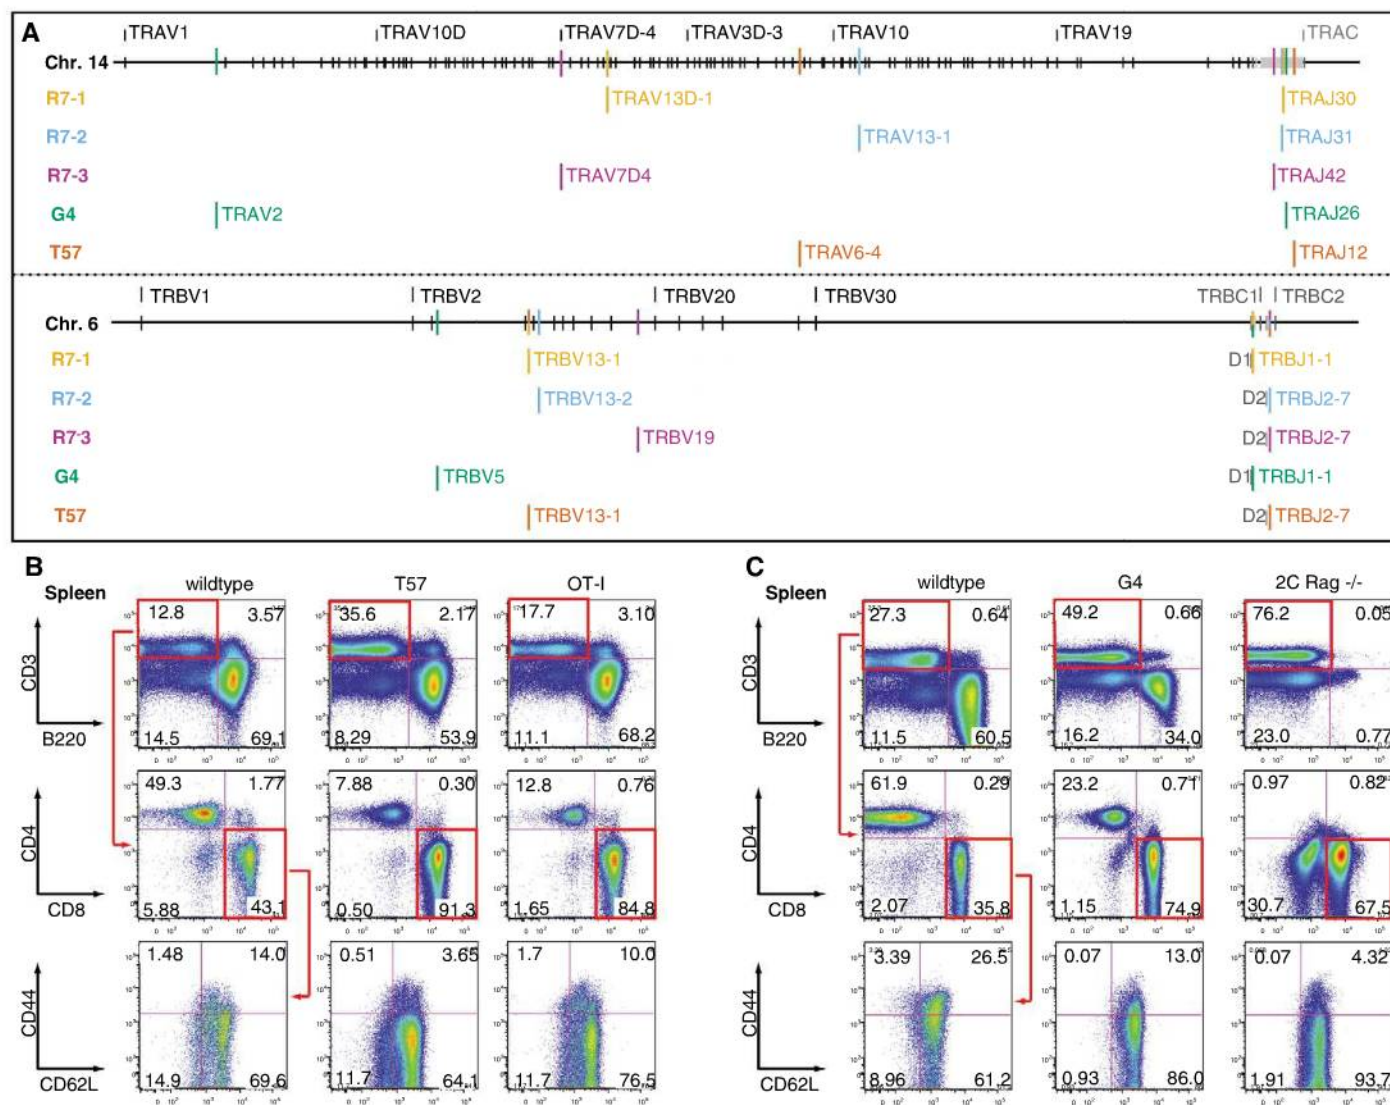 A
TRAV1 TRAV10D TRAV7D-4 TRAV3D-3 TRAV10 TRAV19 TRAC
Chr. 14
R7-1 TRAV13D-1 TRAJ30
R7-2 TRAV13-1 TRAJ31
R7-3 TRAV7D4 TRAJ42
G4 TRAV2 TRAJ26
T57 TRAV6-4 TRAJ12
TRBV1 TRBV2 TRBV20 TRBV30 TRBC1 TRBC2
Chr. 6
R7-1 TRBV13-1 D1 TRBJ1-1
R7-2 TRBV13-2 D2 TRBJ2-7
R7-3 TRBV19 D2 TRBJ2-7
G4 TRBV5 D1 TRBJ1-1
T57 TRBV13-1 D2 TRBJ2-7
B
Spleen wildtype T57 OT-I
12.8 3.57 35.6 2.17 17.7 3.10
CD3
14.5 69.1 8.29 53.9 11.1 68.2
B220
49.3 1.77 7.88 0.30 12.8 0.76
CD4
5.88 43.1 0.50 91.3 1.65 84.8
CD8
1.48 14.0 0.51 3.65 1.7 10.0
CD44
14.9 69.6 11.7 64.1 11.7 76.5
CD62L
C
Spleen wildtype G4 2C Rag -/-
27.3 0.64 49.2 0.66 76.2 0.05
CD3
11.5 60.5 16.2 34.0 23.0 0.77
B220
61.9 0.29 23.2 0.71 0.97 0.82
CD4
2.07 35.8 1.15 74.9 30.7 67.5
CD8
3.39 26.5 0.07 13.0 0.07 4.32
CD44
8.96 61.2 0.93 86.0 1.91 93.7
CD62L